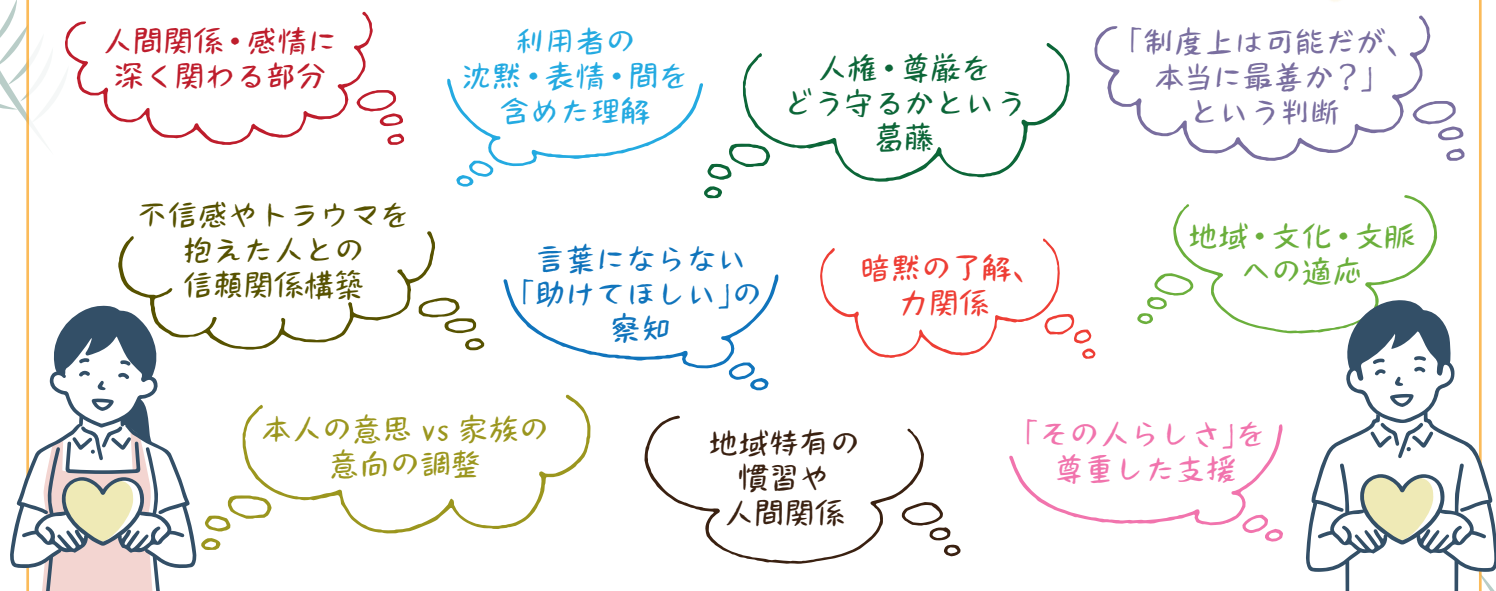 人間関係・感情に
深く関わる部分
利用者の
沈黙・表情・間を
含めた理解
人権・尊厳を
どう守るかという
葛藤
「制度上は可能だが、
本当に最善か?」
という判断
不信感やトラウマを
抱えた人との
信頼関係構築
言葉にならない
「助けてほしい」の
察知
暗黙の了解、
力関係
地域・文化・文脈
への適応
本人の意思 vs 家族の
意向の調整
地域特有の
慣習や
人間関係
「その人らしさ」を
尊重した支援